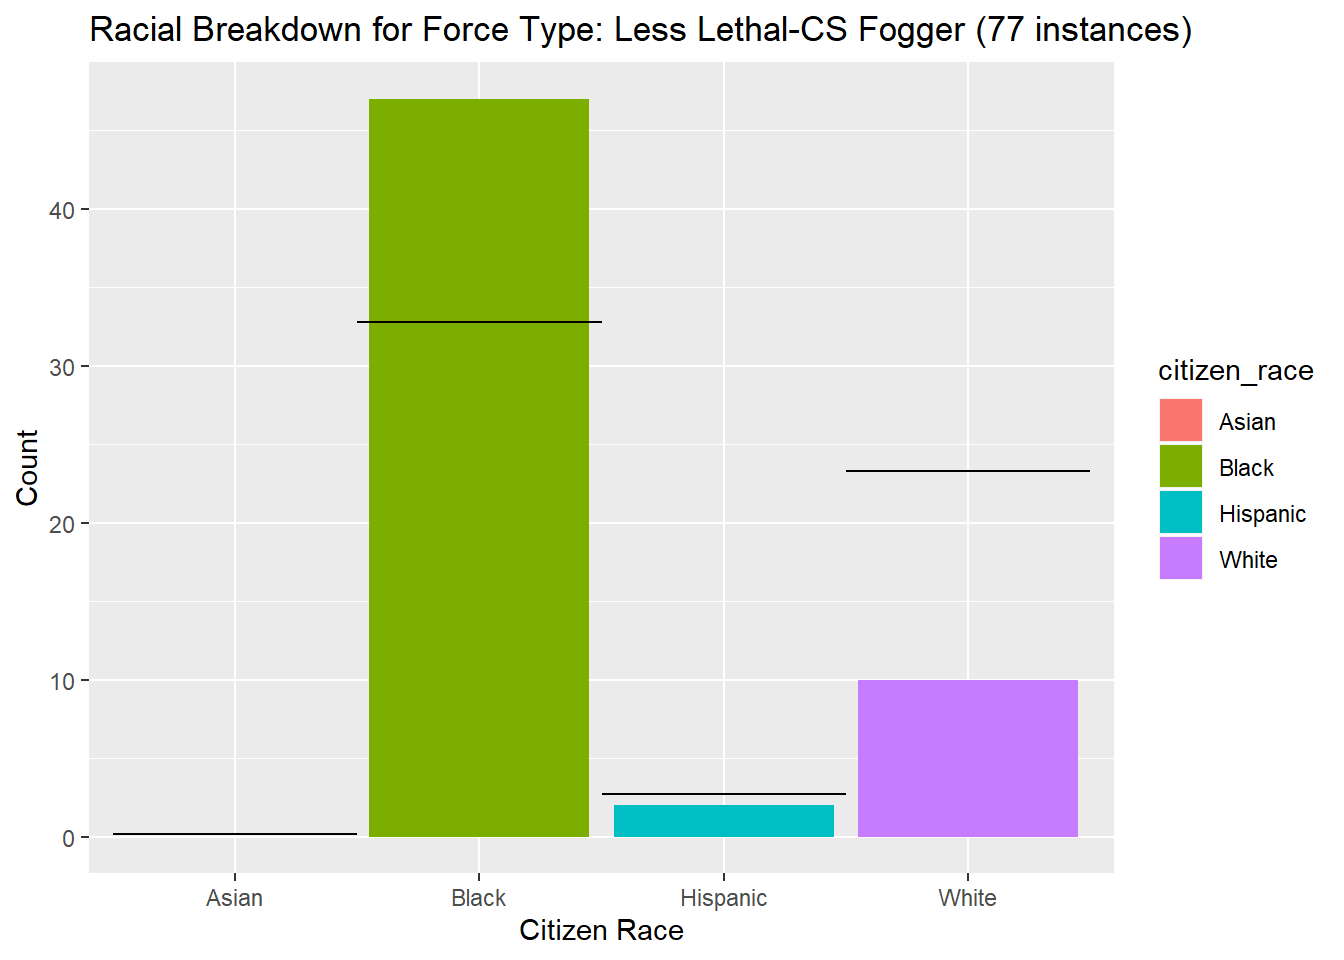 Racial Breakdown for Force Type: Less Lethal-CS Fogger (77 instances)
Count
40
30
20
10
0
Asian
Black
Hispanic
White
Citizen Race
citizen_race
Asian
Black
Hispanic
White